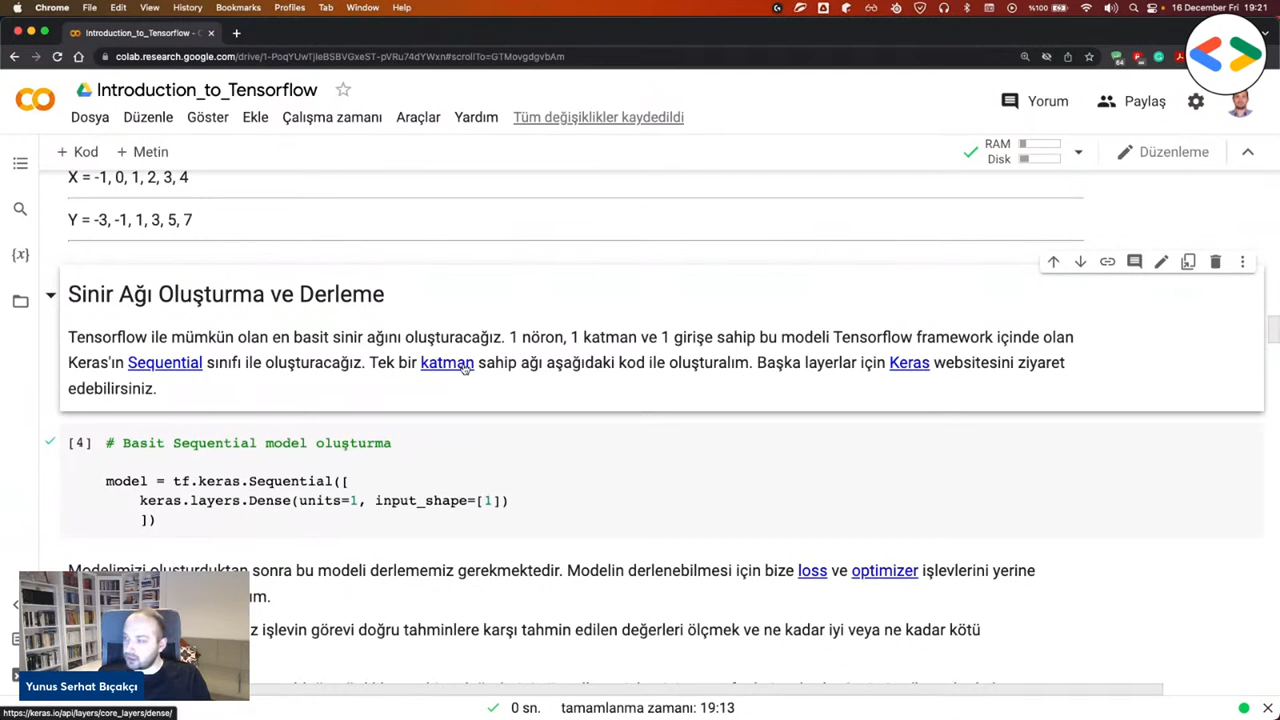 Chrome File Edit View History Bookmarks Profiles Tab Window Help %100 16 December Fri 19:21
Introduction_to_Tensorflow -
colab.research.google.com/drive/1-PoqYUwTjIeBSBVGxeST-pVRu74dYWxn#scrollTo=GTMovgdgvyAm
Introduction_to_Tensorflow
Yorum Paylaş
Dosya Düzenle Göster Ekle Çalışma zamanı Araçlar Yardım Tüm değişiklikler kaydedildi
+ Kod + Metin
RAM
Disk
Düzenleme
X = -1, 0, 1, 2, 3, 4
Y = -3, -1, 1, 3, 5, 7
Sinir Ağı Oluşturma ve Derleme
Tensorflow ile mümkün olan en basit sinir ağını oluşturacağız. 1 nöron, 1 katman ve 1 girişe sahip bu modeli Tensorflow framework içinde olan
Keras'ın Sequential sınıfı ile oluşturacağız. Tek bir katman sahip ağı aşağıdaki kod ile oluşturalım. Başka layerlar için Keras websitesini ziyaret
edebilirsiniz.
[4] # Basit Sequential model oluşturma
model = tf.keras.Sequential([
keras.layers.Dense(units=1, input_shape=[1])
])
Modelimizi oluşturduktan sonra bu modeli derlememiz gerekmektedir. Modelin derlenebilmesi için bize loss ve optimizer işlevlerini yerine
m.
z işlevin görevi doğru tahminlere karşı tahmin edilen değerleri ölçmek ve ne kadar iyi veya ne kadar kötü
Yunus Serhat Bıçakçı
https://keras.io/api/layers/core_layers/dense/
0 sn. tamamlanma zamanı: 19:13